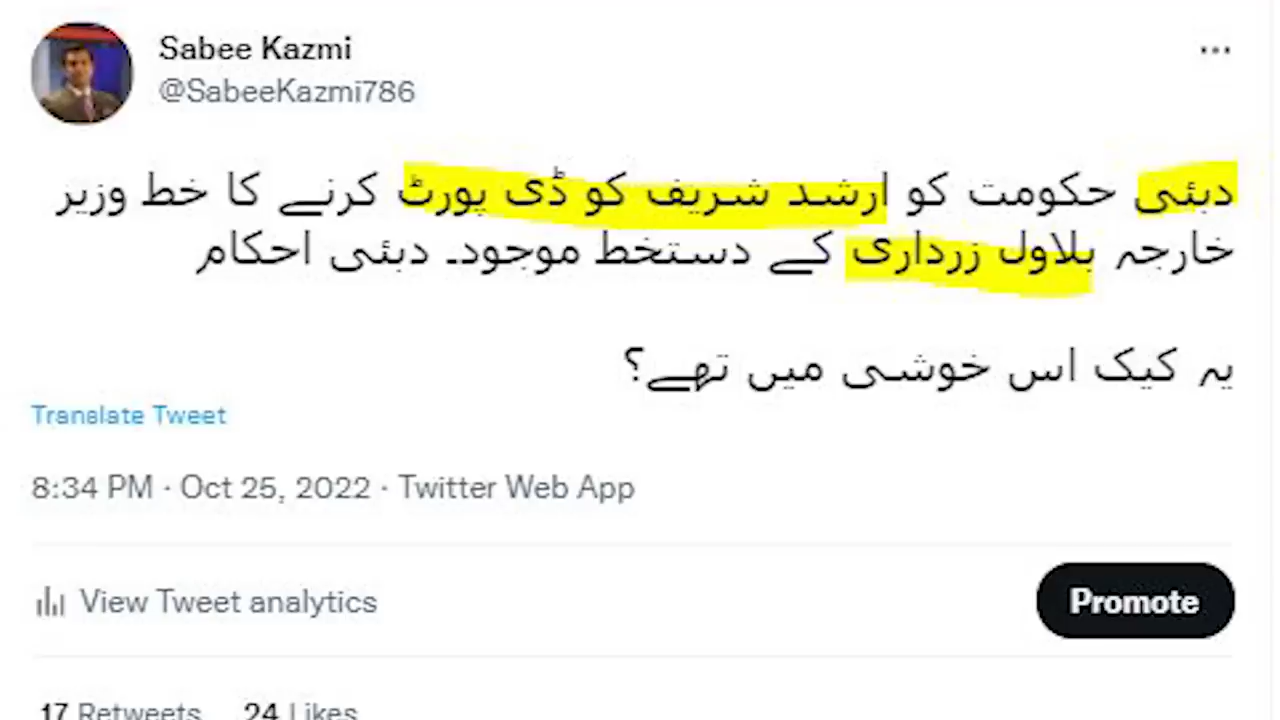 Sabee Kazmi
@SabeeKazmi786
دبئی حکومت کو ارشد شریف کو ڈی پورٹ کرنے کا خط وزیر
خارجہ بلاول زرداری کے دستخط موجود۔ دبئی احکام
یہ کیک اس خوشی میں تھے؟
Translate Tweet
8:34 PM · Oct 25, 2022 · Twitter Web App
View Tweet analytics
Promote
17 Retweets 24 Likes